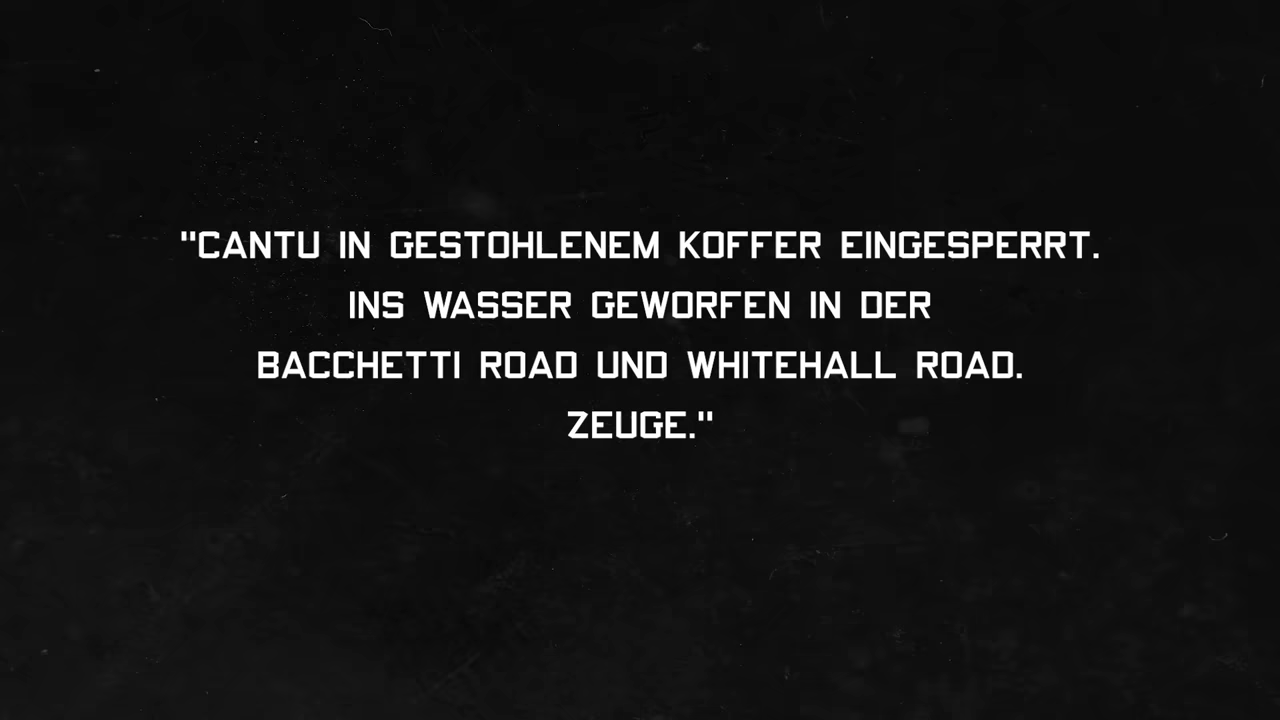 "CANTU IN GESTOHLENEM KOFFER EINGESPERRT.
INS WASSER GEWORFEN IN DER
BACCHETTI ROAD UND WHITEHALL ROAD.
ZEUGE."